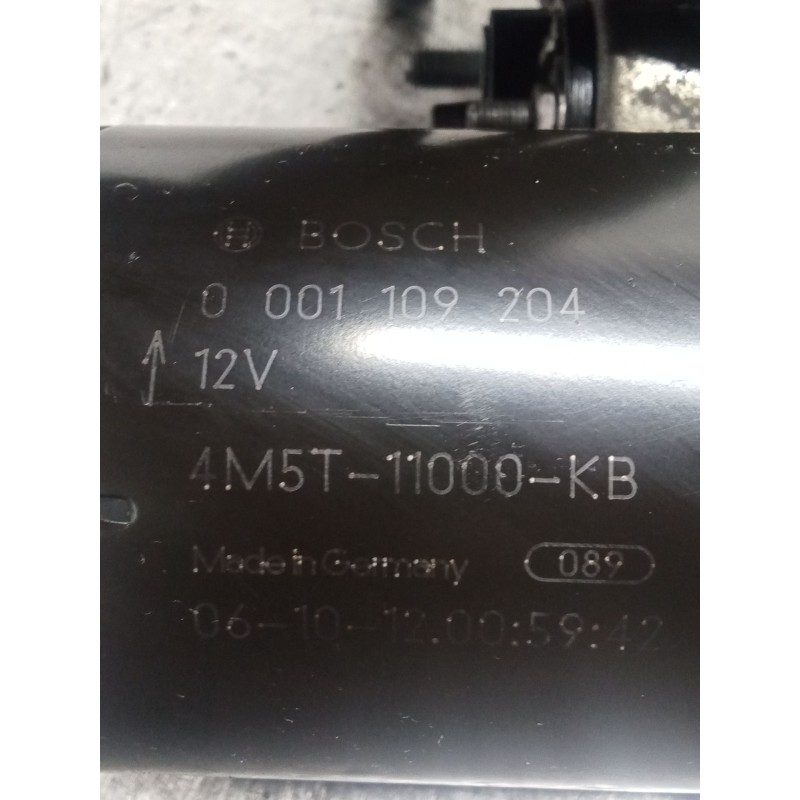 BOSCH
0 001 109 204
12V
4M5T-11000-KB
Made in Germany 089
06-10-12.00:59:42